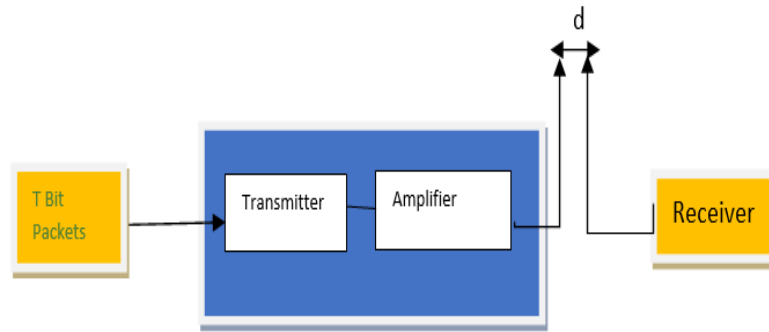 d
T Bit
Packets
Transmitter
Amplifier
Receiver